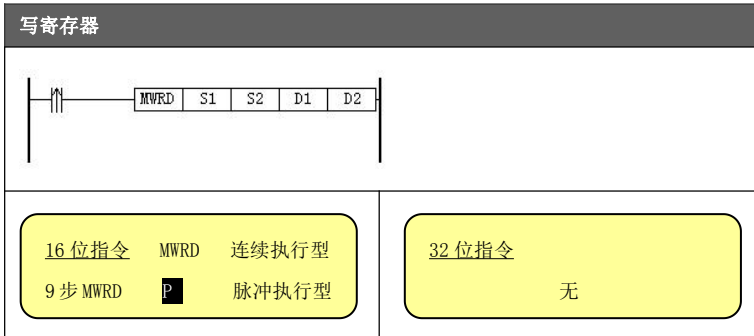 写寄存器
MWRD S1 S2 D1 D2
16 位指令 MWRD 连续执行型
9 步 MWRD P 脉冲执行型
32 位指令
无